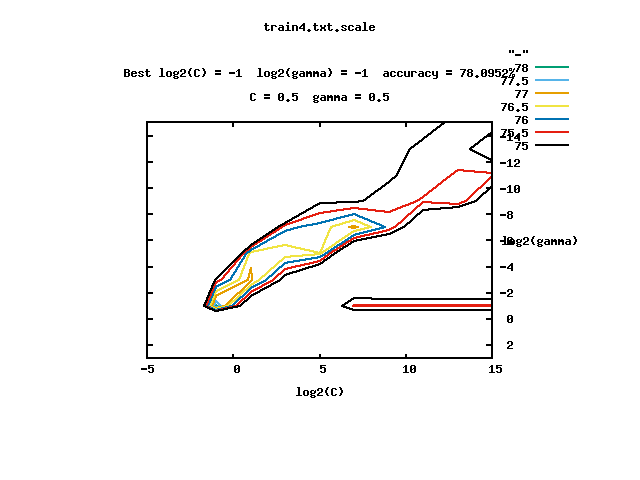 train4.txt.scale
"-"
Best log2(C) = -1 log2(gamma) = -1 accuracy = 78.0952%
C = 0.5 gamma = 0.5
78
77.5
77
76.5
76
75.5
75
-14
-12
-10
-8
-6
log2(gamma)
-4
-2
0
2
-5 0 5 10 15
log2(C)